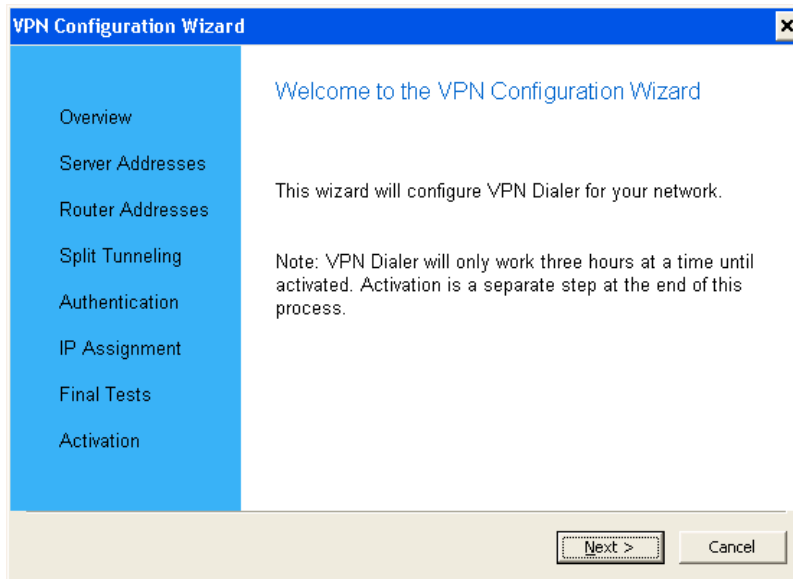 VPN Configuration Wizard
Overview
Server Addresses
Router Addresses
Split Tunneling
Authentication
IP Assignment
Final Tests
Activation
Welcome to the VPN Configuration Wizard
This wizard will configure VPN Dialer for your network.
Note: VPN Dialer will only work three hours at a time until
activated. Activation is a separate step at the end of this
process.
Next >
Cancel